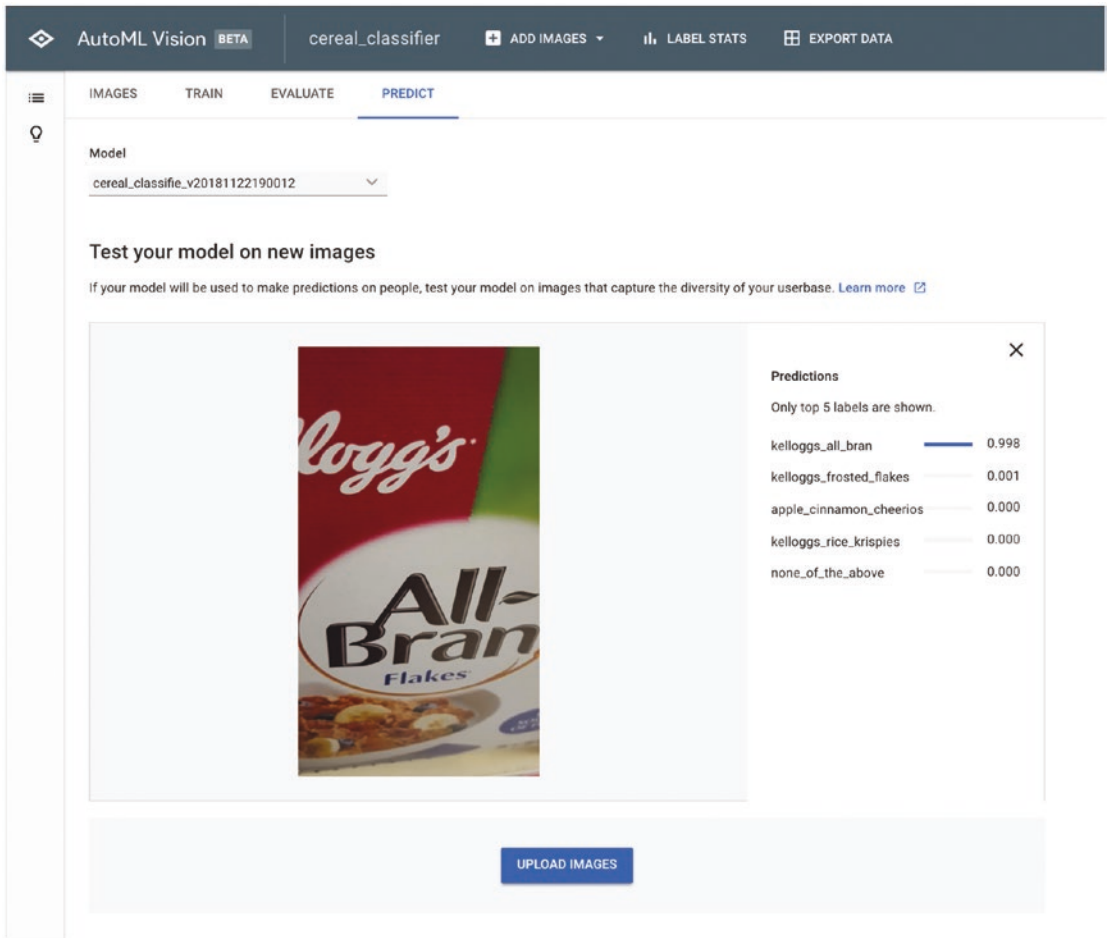 AutoML Vision BETA cereal_classifier ADD IMAGES LABEL STATS EXPORT DATA
IMAGES TRAIN EVALUATE PREDICT
Model
cereal_classifie_v20181122190012
Test your model on new images
If your model will be used to make predictions on people, test your model on images that capture the diversity of your userbase. Learn more
Predictions
Only top 5 labels are shown.
kelloggs_all_bran 0.998
kelloggs_frosted_flakes 0.001
apple_cinnamon_cheerios 0.000
kelloggs_rice_krispies 0.000
none_of_the_above 0.000
llogg's
All-
Bran
Flakes
UPLOAD IMAGES